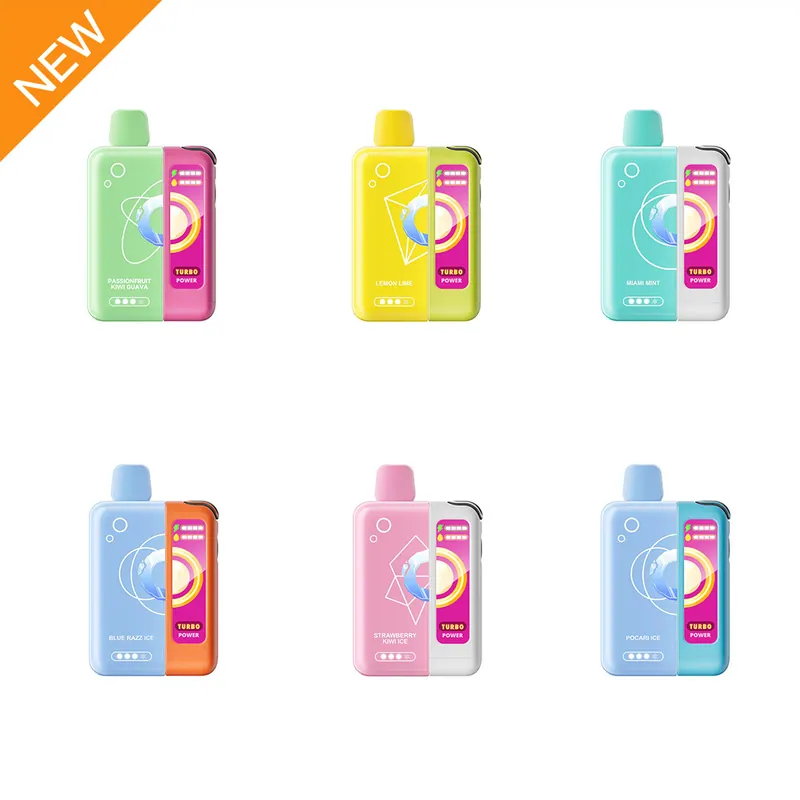 NEW
PASSIONFRUIT
KIWI GUAVA
TURBO
POWER
LEMON LIME
TURBO
POWER
MIAMI MINT
TURBO
POWER
BLUE RAZZ ICE
TURBO
POWER
STRAWBERRY
KIWI ICE
TURBO
POWER
POCARI ICE
TURBO
POWER